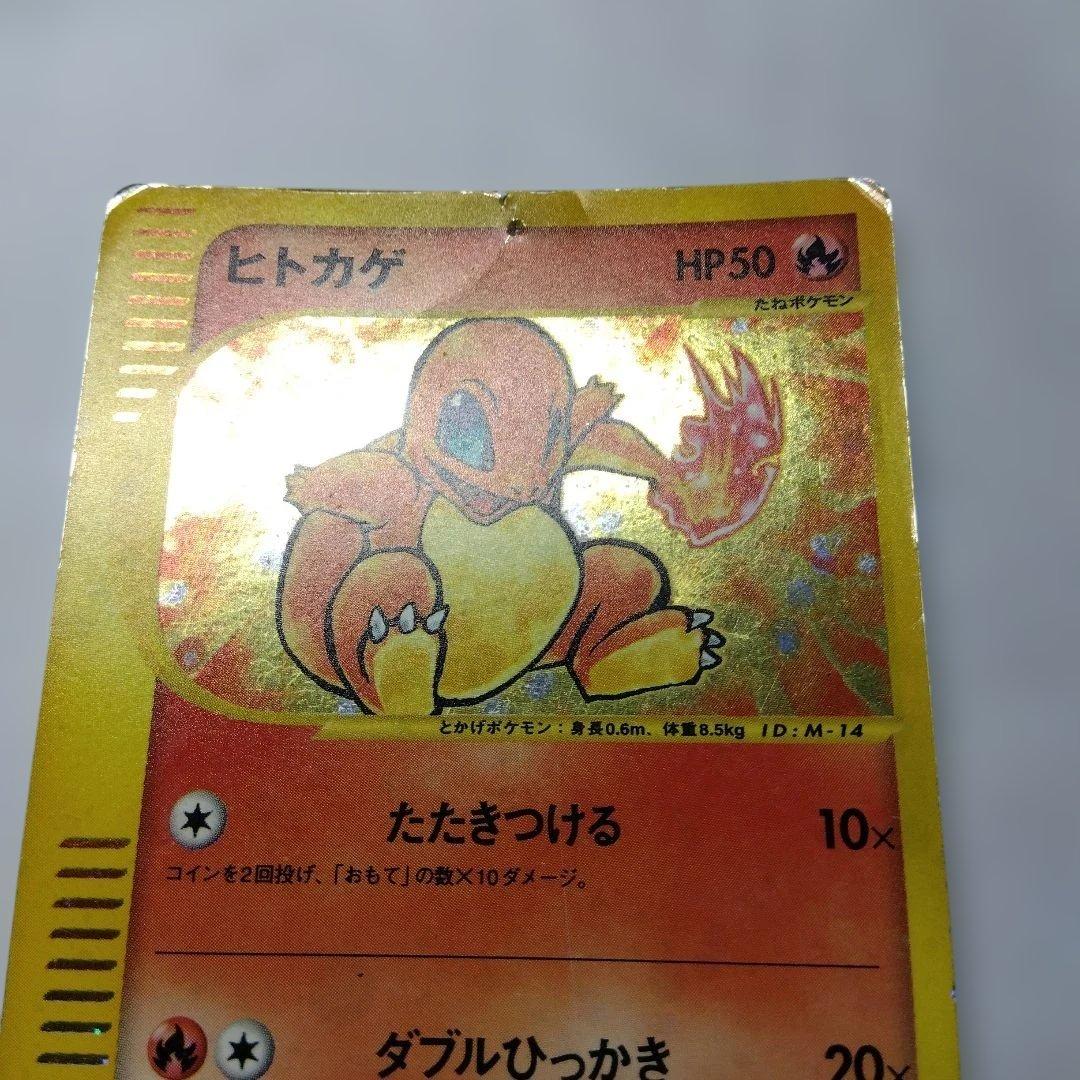 ヒトカゲ HP50
たねポケモン
とかげポケモン：身長0.6m、体重8.5kg ID:M-14
たたきつける 10×
コインを2回投げ、「おもて」の数×10ダメージ。
ダブルひっかき 20×